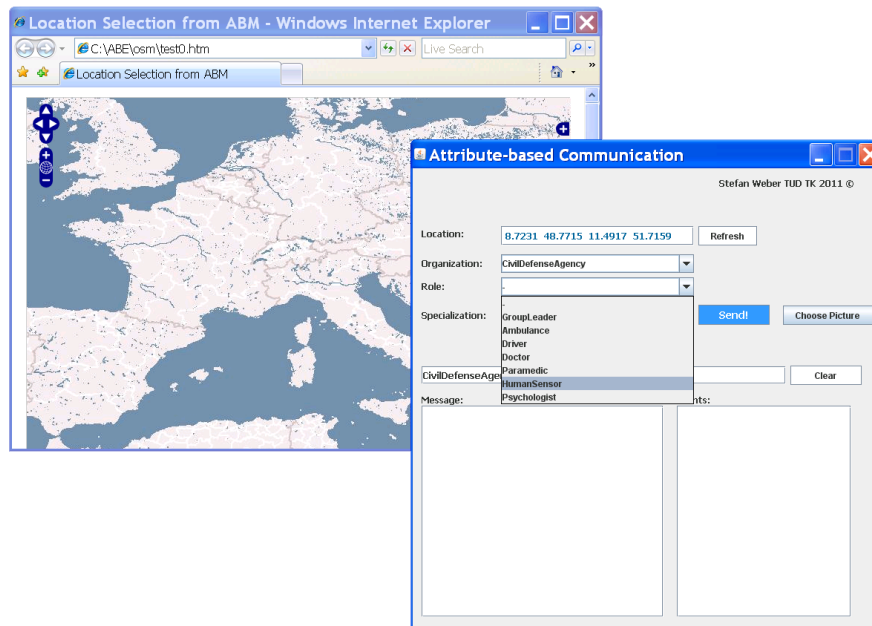 Location Selection from ABM - Windows Internet Explorer
C:\ABE\osm\test0.htm
Live Search
Location Selection from ABM
Attribute-based Communication
Stefan Weber TUD TK 2011 ©
Location:
8.7231 48.7715 11.4917 51.7159
Refresh
Organization:
CivilDefenseAgency
Role:
-
-
GroupLeader
Ambulance
Driver
Doctor
Paramedic
HumanSensor
Psychologist
Specialization:
Send!
Choose Picture
CivilDefenseAge
Clear
Message:
nts: